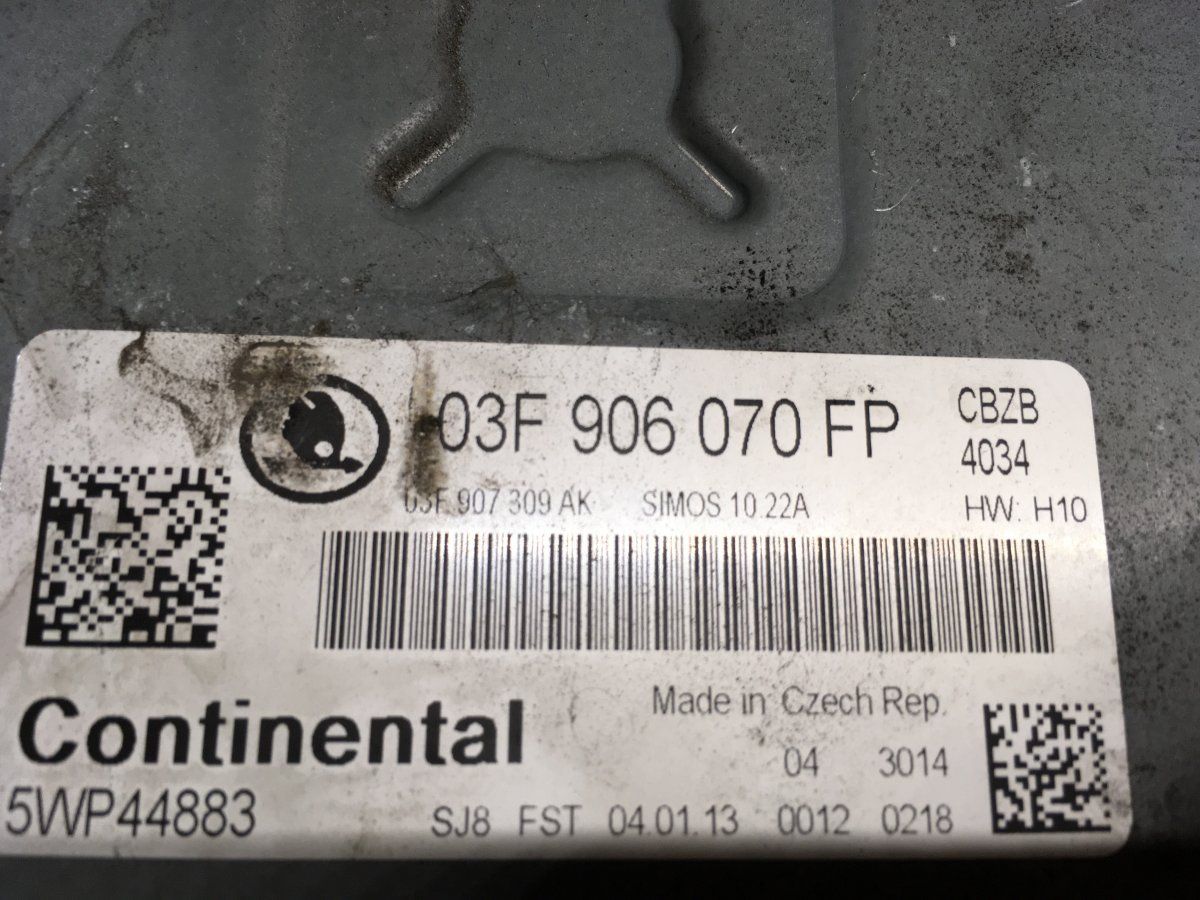 03F 906 070 FP
CBZB
4034
03F 907 309 AK SIMOS 10.22A HW: H10
Made in Czech Rep.
Continental
04 3014
5WP44883 SJ8 FST 04.01.13 0012 0218